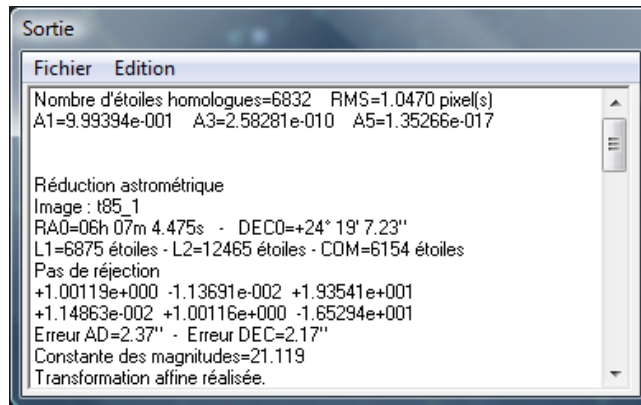 Sortie
Fichier Edition
Nombre d'étoiles homologues=6832 RMS=1.0470 pixel(s)
A1=9.99394e-001 A3=2.58281e-010 A5=1.35266e-017
Réduction astrométrique
Image : t85_1
RA0=06h 07m 4.475s - DEC0=+24° 19' 7.23''
L1=6875 étoiles - L2=12465 étoiles - COM=6154 étoiles
Pas de réjection
+1.00119e+000 -1.13691e-002 +1.93541e+001
+1.14863e-002 +1.00116e+000 -1.65294e+001
Erreur AD=2.37'' - Erreur DEC=2.17''
Constante des magnitudes=21.119
Transformation affine réalisée.